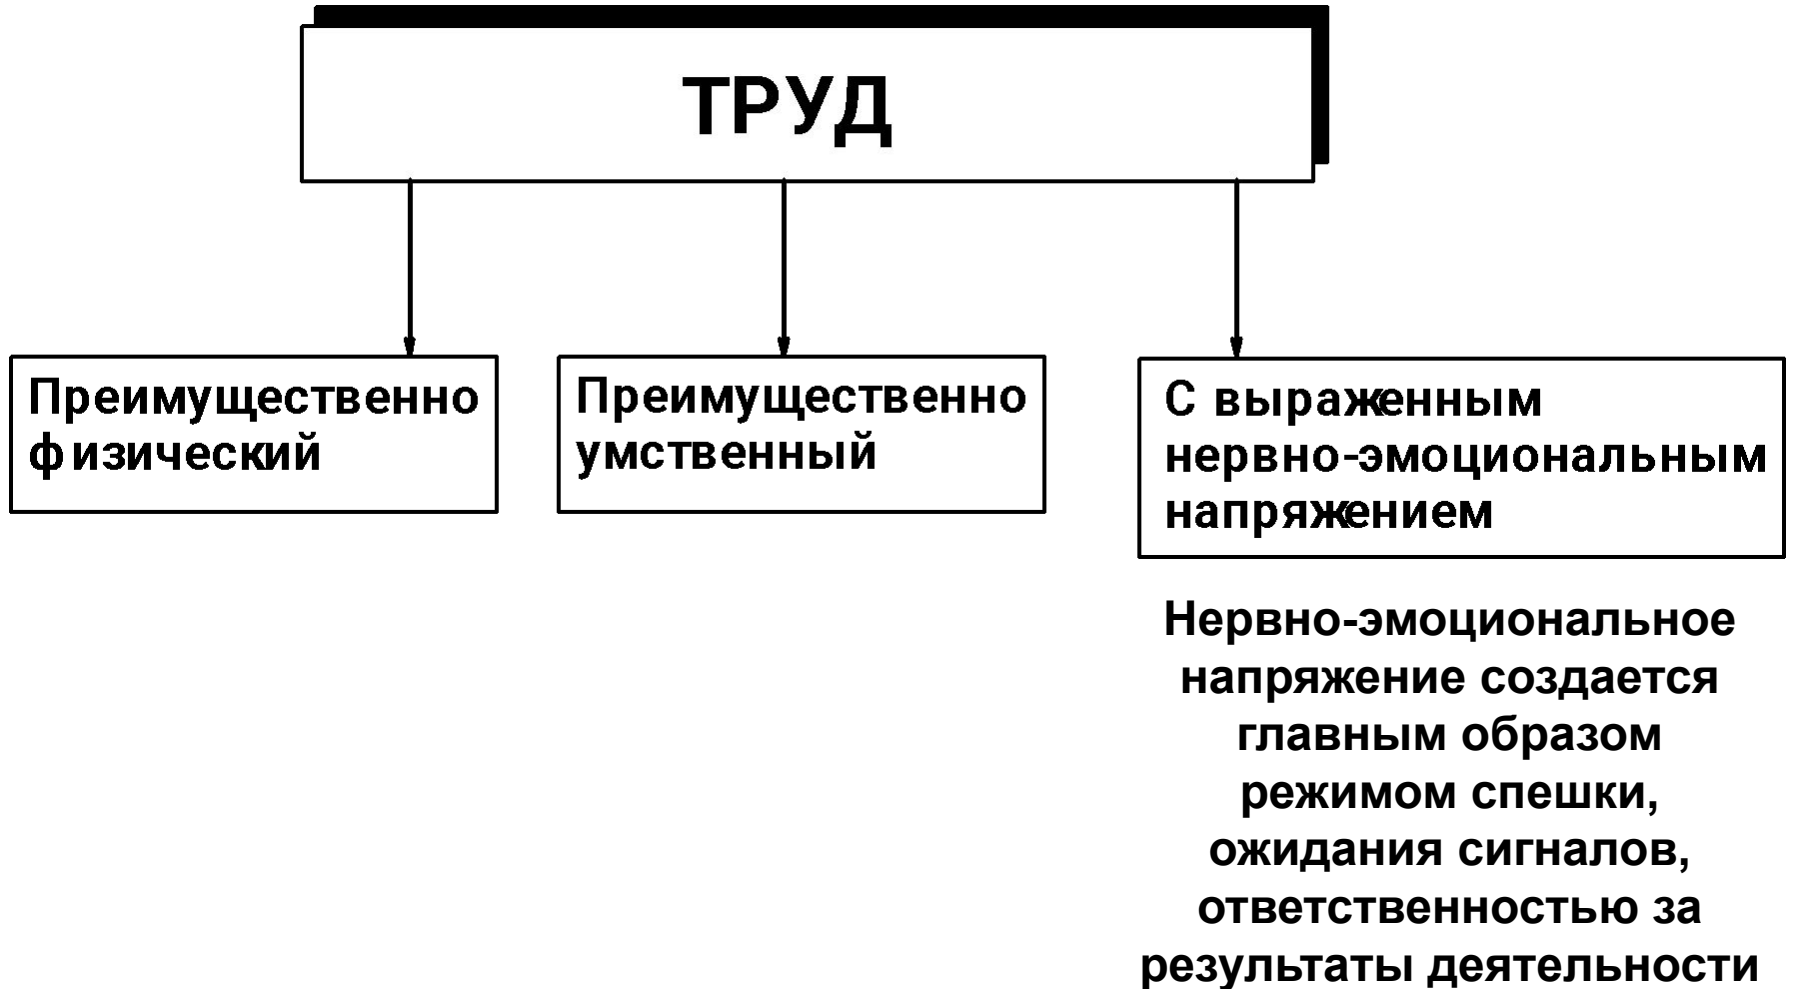 ТРУД
Преимущественно
физический
Преимущественно
умственный
С выраженным
нервно-эмоциональным
напряжением
Нервно-эмоциональное
напряжение создается
главным образом
режимом спешки,
ожидания сигналов,
ответственностью за
результаты деятельности